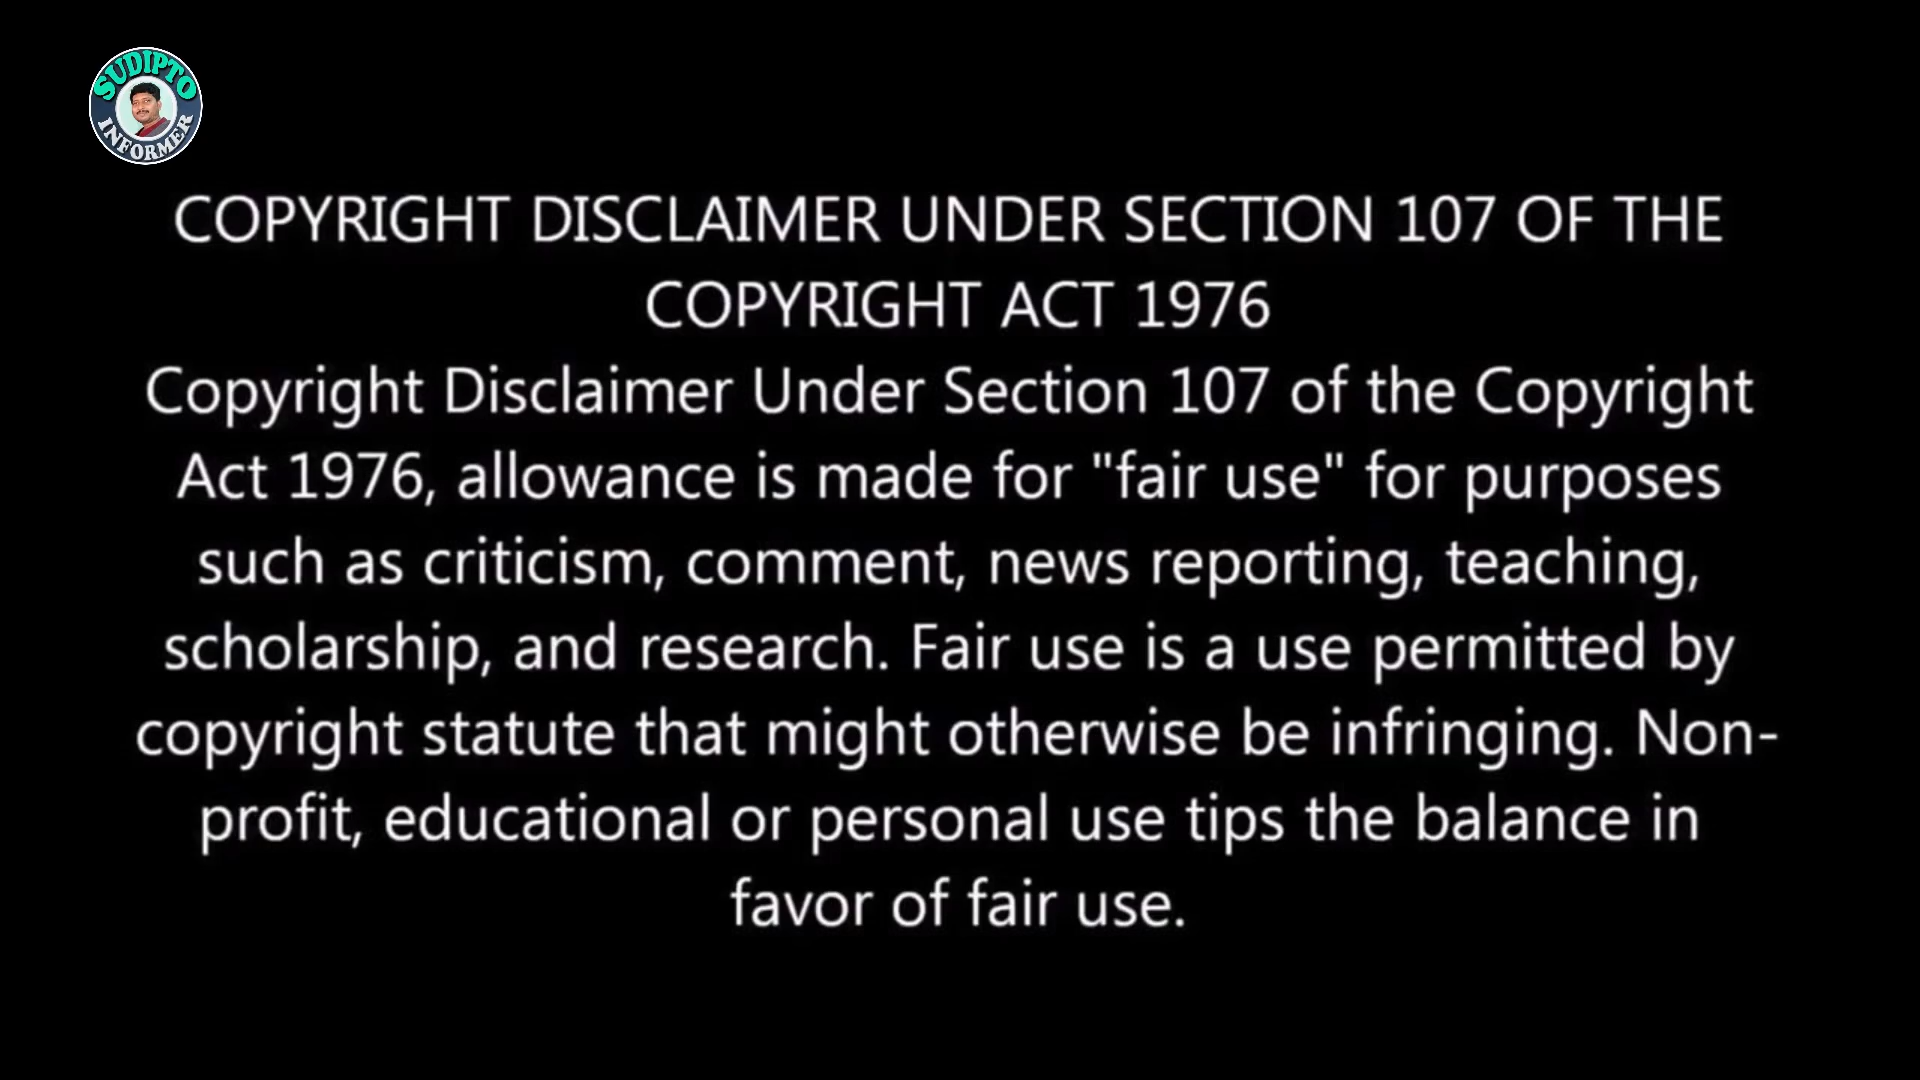 SUDIPTO
INFORMER
COPYRIGHT DISCLAIMER UNDER SECTION 107 OF THE
COPYRIGHT ACT 1976
Copyright Disclaimer Under Section 107 of the Copyright
Act 1976, allowance is made for "fair use" for purposes
such as criticism, comment, news reporting, teaching,
scholarship, and research. Fair use is a use permitted by
copyright statute that might otherwise be infringing. Non-
profit, educational or personal use tips the balance in
favor of fair use.